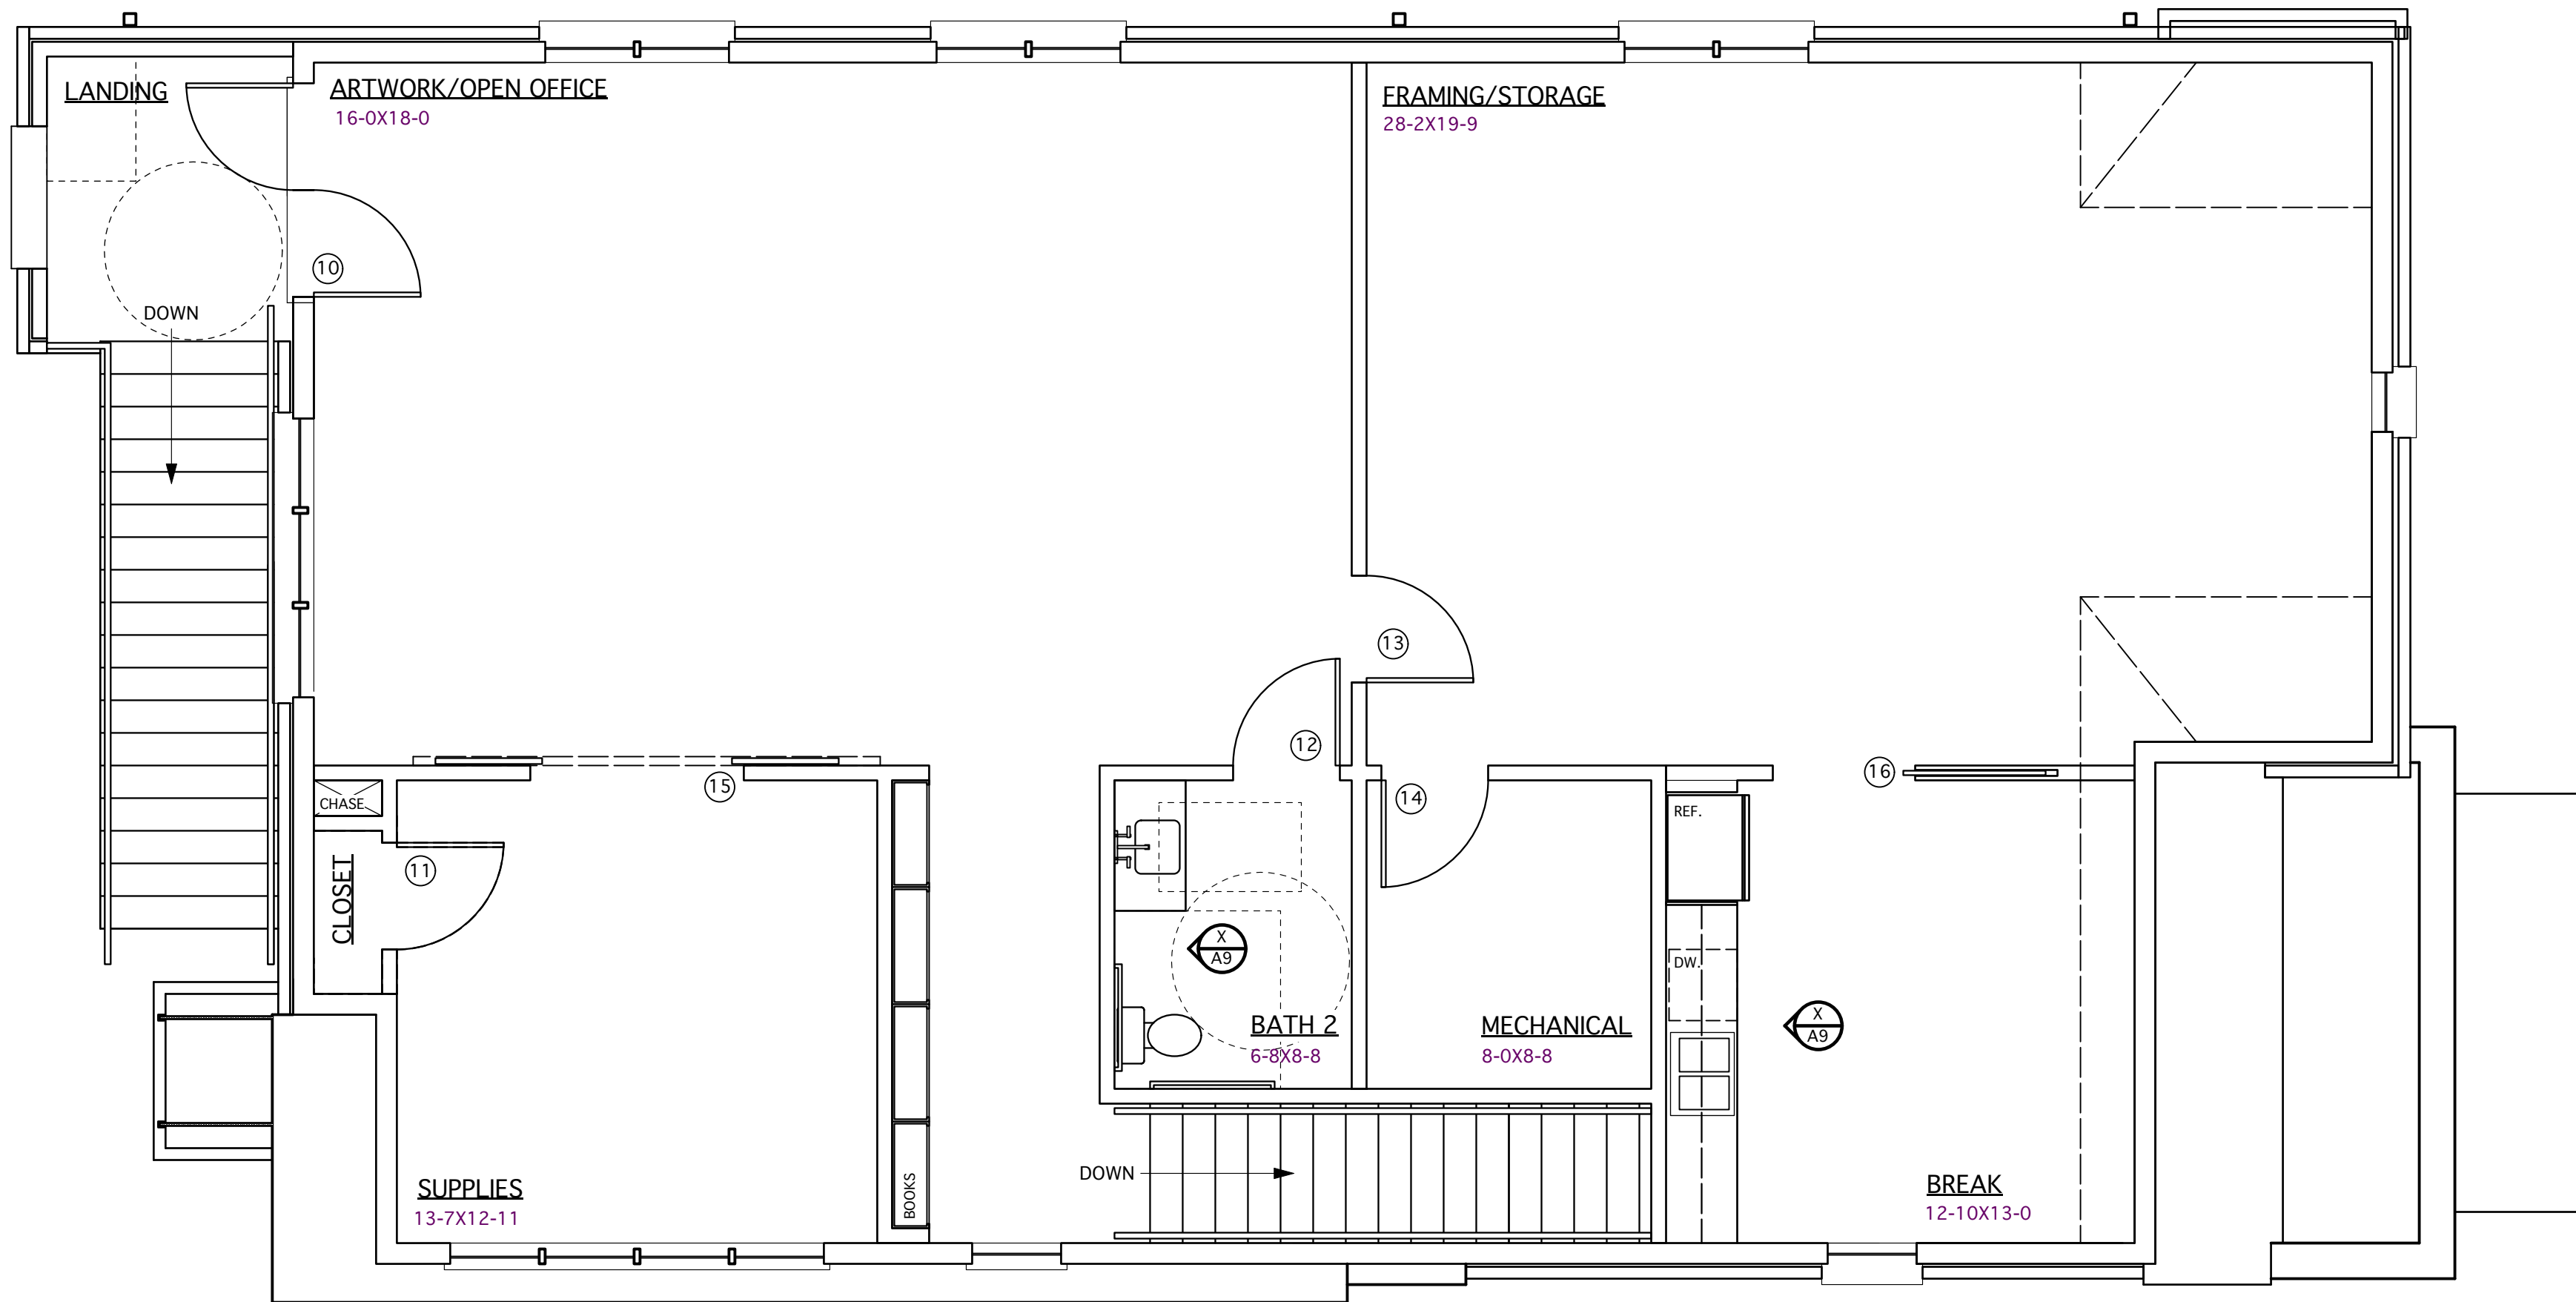 LANDING
ARTWORK/OPEN OFFICE
16-0X18-0
FRAMING/STORAGE
28-2X19-9
10
DOWN
13
12
15
14
16
CHASE
REF.
11
CLOSET
X
A9
DW.
X
A9
BATH 2
6-8X8-8
MECHANICAL
8-0X8-8
DOWN
SUPPLIES
13-7X12-11
BOOKS
BREAK
12-10X13-0